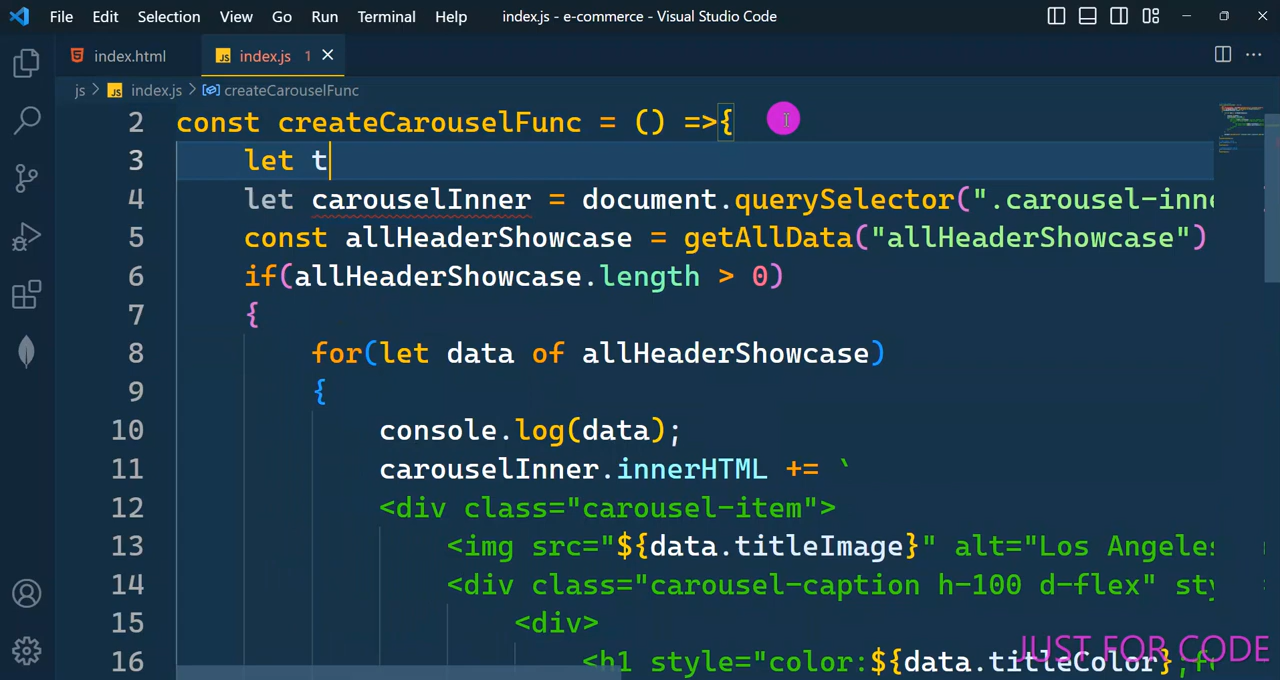 File Edit Selection View Go Run Terminal Help index.js - e-commerce - Visual Studio Code
index.html JS index.js 1
js > JS index.js > createCarouselFunc
2 const createCarouselFunc = () =>{
3 let t
4 let carouselInner = document.querySelector(".carousel-inne
5 const allHeaderShowcase = getAllData("allHeaderShowcase")
6 if(allHeaderShowcase.length > 0)
7 {
8 for(let data of allHeaderShowcase)
9 {
10 console.log(data);
11 carouselInner.innerHTML += `
12 <div class="carousel-item">
13 <img src="${data.titleImage}" alt="Los Angeles
14 <div class="carousel-caption h-100 d-flex" sty
15 <div>
16 <h1 style="color:${data.titleColor};f
JUST FOR CODE